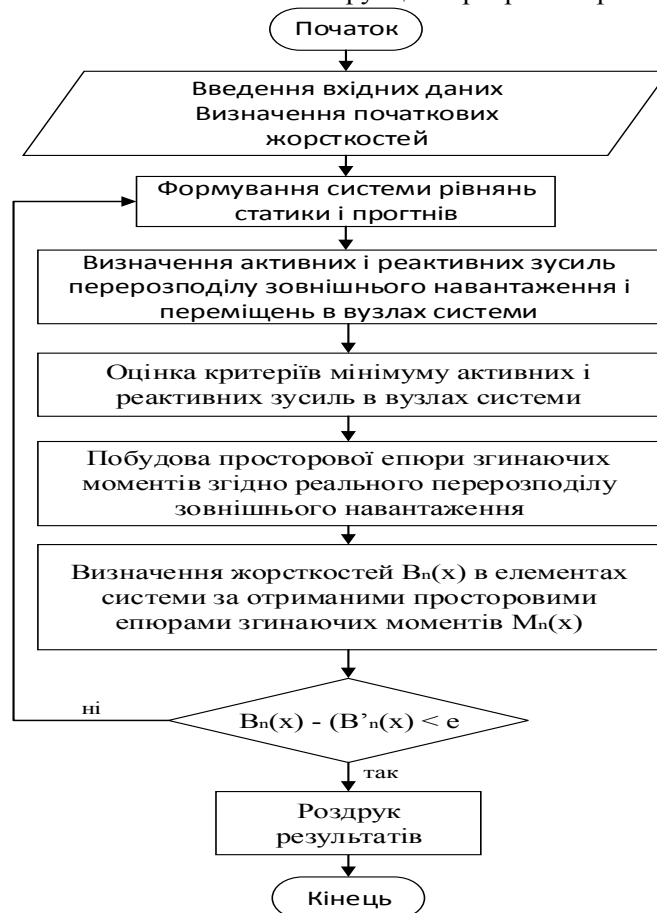 Початок
Введення вхідних даних
Визначення початкових
жорсткостей
Формування системи рівнянь
статики і прогтнів
Визначення активних і реактивних зусиль
перерозподілу зовнішнього навантаження і
переміщень в вузлах системи
Оцінка критеріїв мінімуму активних і
реактивних зусиль в вузлах системи
Побудова просторової епюри згинаючих
моментів згідно реального перерозподілу
зовнішнього навантаження
Визначення жорсткостей Bn(x) в елементах
системи за отриманими просторовими
епюрами згинаючих моментів Mn(x)
ні
Bn(x) - (B’n(x) < e
так
Роздрук
результатів
Кінець